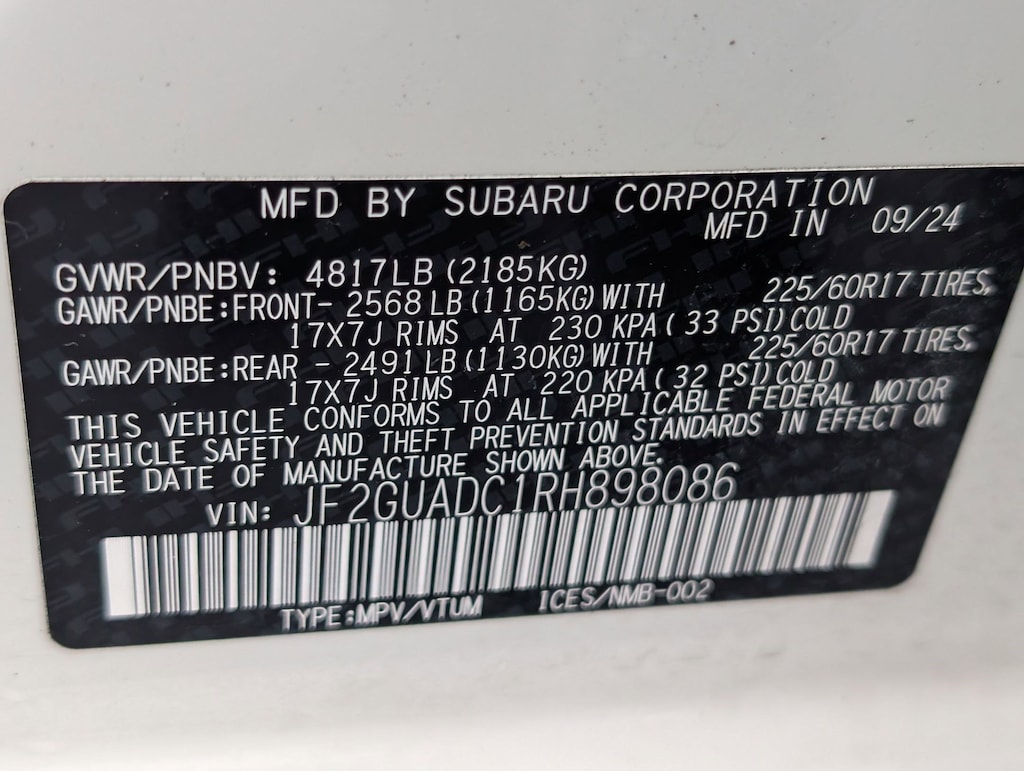 MFD BY SUBARU CORPORATION
MFD IN 09/24
GVWR/PNBV: 4817LB (2185KG)
GAWR/PNBE:FRONT- 2568 LB (1165KG) WITH 225/60R17 TIRES,
17X7J RIMS AT 230 KPA ( 33 PSI) COLD
GAWR/PNBE:REAR - 2491 LB (1130KG) WITH 225/60R17 TIRES,
17X7J RIMS AT 220 KPA ( 32 PSI) COLD
THIS VEHICLE CONFORMS TO ALL APPLICABLE FEDERAL MOTOR
VEHICLE SAFETY AND THEFT PREVENTION STANDARDS IN EFFECT ON
THE DATE OF MANUFACTURE SHOWN ABOVE.
VIN: JF2GUADC1RH898086
TYPE:MPV/VTUM ICES/NMB-002